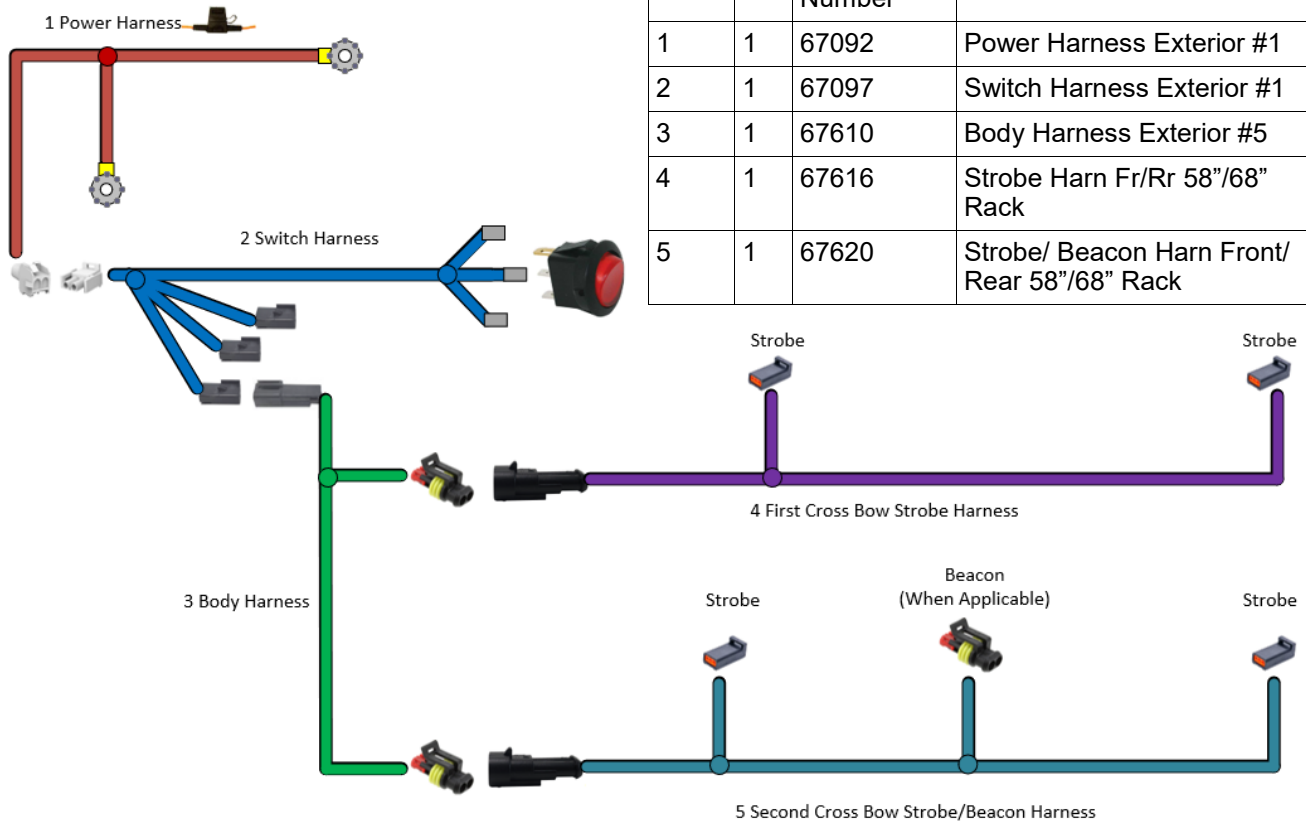 Number
1 1 67092 Power Harness Exterior #1
2 1 67097 Switch Harness Exterior #1
3 1 67610 Body Harness Exterior #5
4 1 67616 Strobe Harn Fr/Rr 58”/68”
Rack
5 1 67620 Strobe/ Beacon Harn Front/
Rear 58”/68” Rack
1 Power Harness
2 Switch Harness
Strobe
Strobe
4 First Cross Bow Strobe Harness
3 Body Harness
Strobe
Beacon
(When Applicable)
Strobe
5 Second Cross Bow Strobe/Beacon Harness